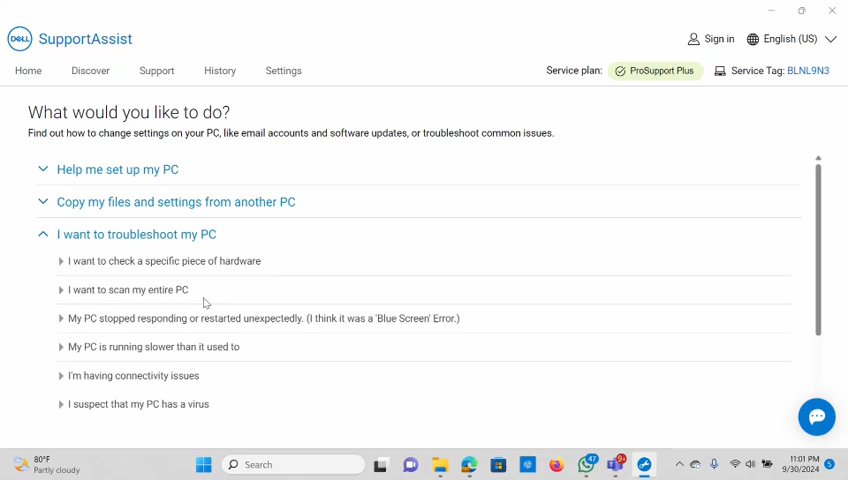 DELL SupportAssist
Sign in English (US)
Home Discover Support History Settings Service plan: ProSupport Plus Service Tag: BLNL9N3
What would you like to do?
Find out how to change settings on your PC, like email accounts and software updates, or troubleshoot common issues.
Help me set up my PC
Copy my files and settings from another PC
I want to troubleshoot my PC
I want to check a specific piece of hardware
I want to scan my entire PC
My PC stopped responding or restarted unexpectedly. (I think it was a 'Blue Screen' Error.)
My PC is running slower than it used to
I'm having connectivity issues
I suspect that my PC has a virus
80°F
Partly cloudy
Search
47
9+
11:01 PM
9/30/2024
5